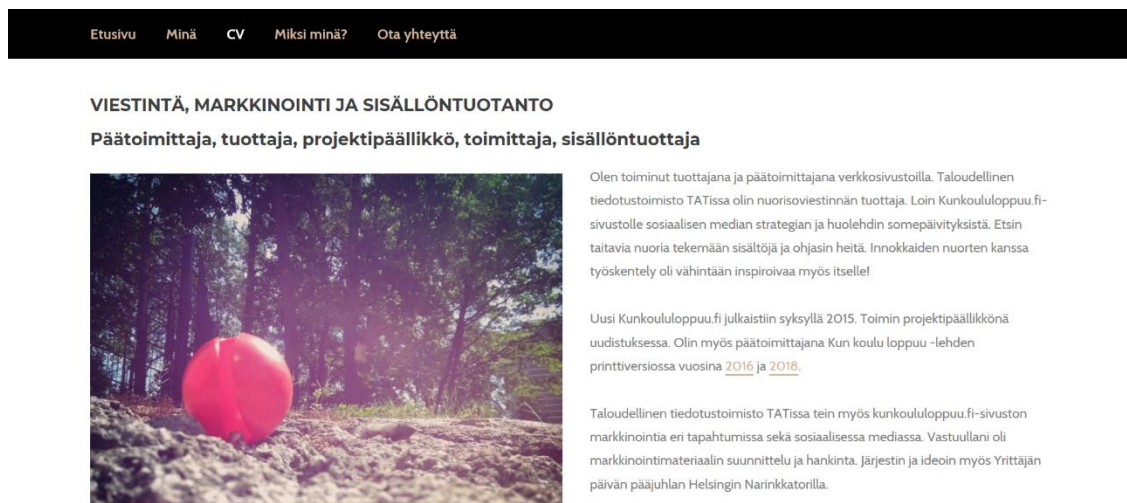 Etusivu Minä CV Miksi minä? Ota yhteyttä
VIESTINTÄ, MARKKINOINTI JA SISÄLLÖNTUOTANTO
Päätoimittaja, tuottaja, projektipäällikkö, toimittaja, sisällöntuottaja
Olen toiminut tuottajana ja päätoimittajana verkkosivustoilla. Taloudellinen
tiedotustoimisto TATissa olin nuorisoviestinnän tuottaja. Loin Kunkoululoppuu.fi-
sivustolle sosiaalisen median strategian ja huolehdin somepäivityksistä. Etsin
taitavia nuoria tekemään sisältöjä ja ohjasin heitä. Innokkaiden nuorten kanssa
työskentely oli vähintään inspiroivaa myös itselle!
Uusi Kunkoululoppuu.fi julkaistiin syksyllä 2015. Toimin projektipäällikkönä
uudistuksessa. Olin myös päätoimittajana Kun koulu loppuu -lehden
printtiversiossa vuosina 2016 ja 2018.
Taloudellinen tiedotustoimisto TATissa tein myös kunkoululoppuu.fi-sivuston
markkinointia eri tapahtumissa sekä sosiaalisessa mediassa. Vastuullani oli
markkinointimateriaalin suunnittelu ja hankinta. Järjestin ja ideoin myös Yrittäjän
päivän pääjuhlan Helsingin Narinkkatorilla.